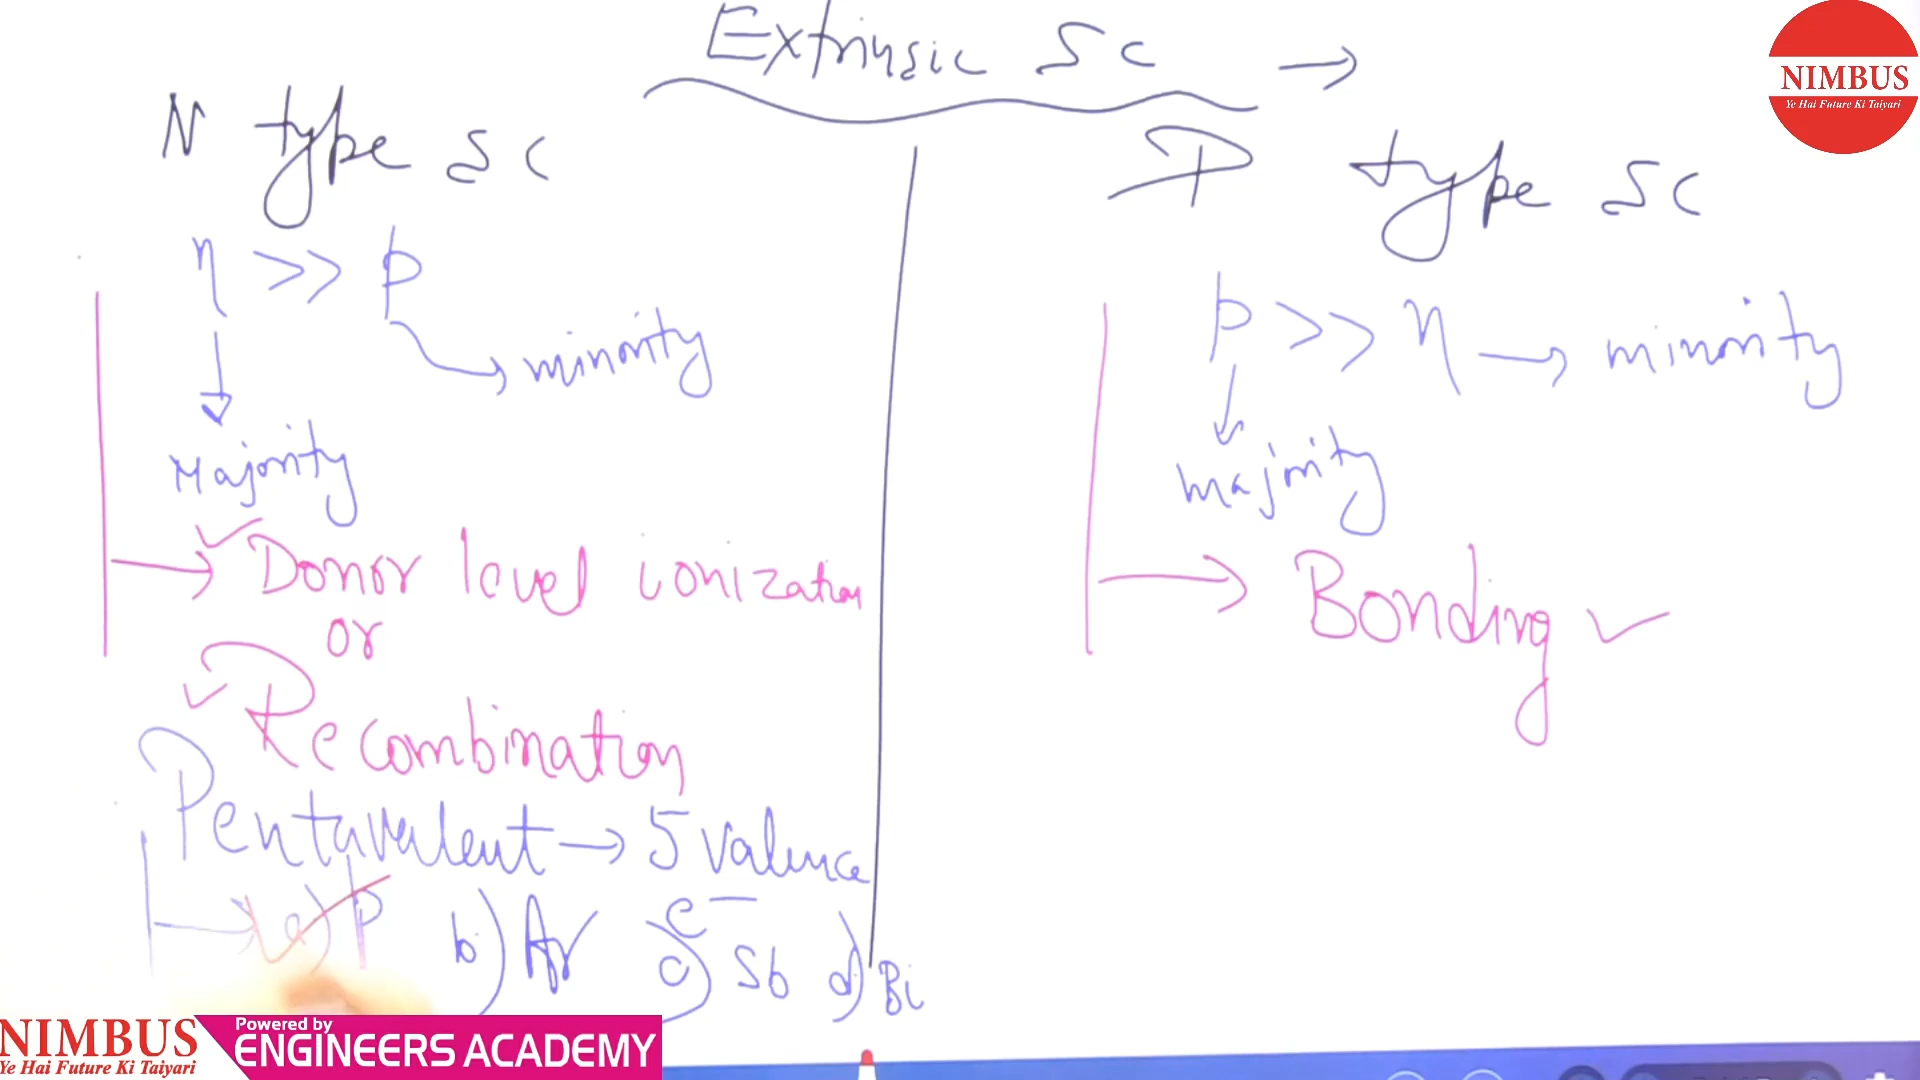 Extrinsic Sc →
NIMBUS
Ye Hai Future Ki Taiyari
N type SC
n >> p
minority
Majority
Donor level ionization
or
Recombination
Pentavalent → 5 valence
e⁻
a) P b) Ar c) Sb d) Bi
P type SC
p >> n → minority
majority
→ Bonding ✓
NIMBUS
Ye Hai Future Ki Taiyari
Powered by
ENGINEERS ACADEMY